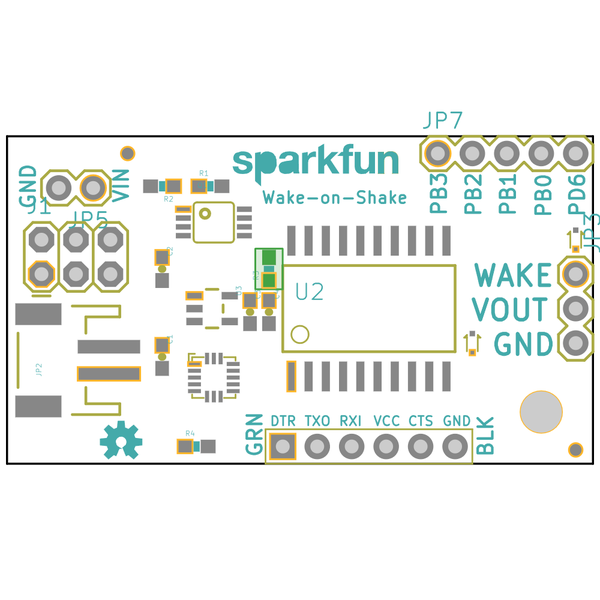 JP7
sparkfun
Wake-on-Shake
GND
VIN
R1
R2
PB3
PB2
PB1
PB0
PD6
J1
JP5
JP3
U2
WAKE
VOUT
GND
JP2
R4
GRN
DTR TXO RXI VCC CTS GND
BLK